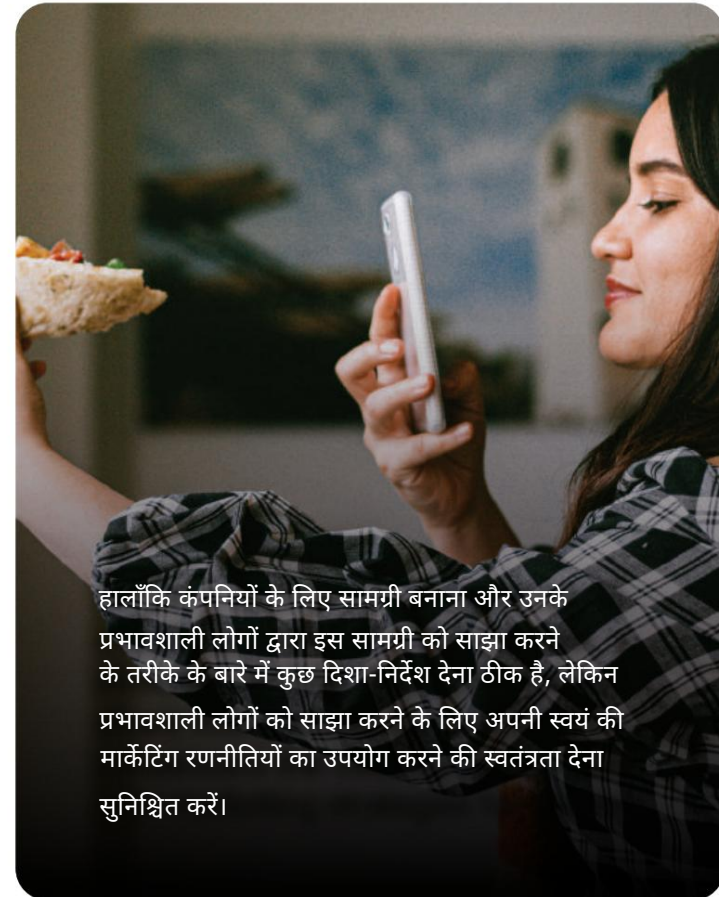 हालाँकि कंपनियों के लिए सामग्री बनाना और उनके
प्रभावशाली लोगों द्वारा इस सामग्री को साझा करने
के तरीके के बारे में कुछ दिशा-निर्देश देना ठीक है, लेकिन
प्रभावशाली लोगों को साझा करने के लिए अपनी स्वयं की
मार्केटिंग रणनीतियों का उपयोग करने की स्वतंत्रता देना
सुनिश्चित करें।